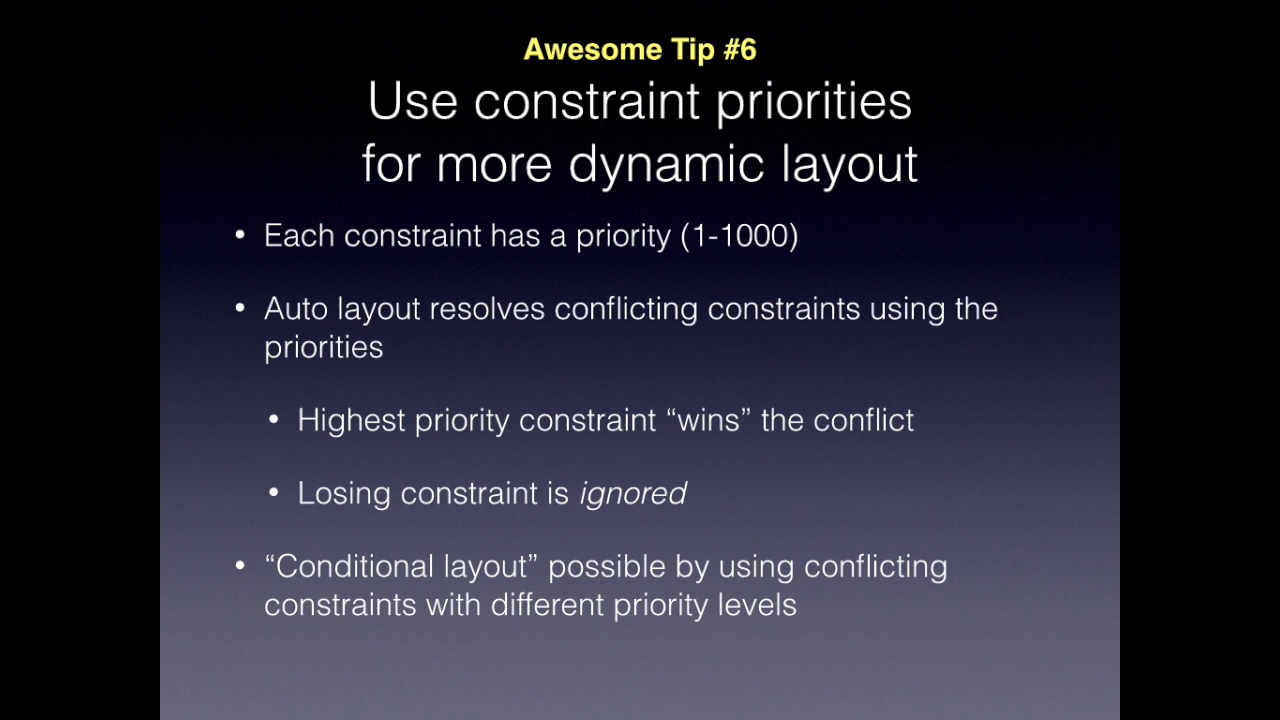 Awesome Tip #6
Use constraint priorities
for more dynamic layout
• Each constraint has a priority (1-1000)
• Auto layout resolves conflicting constraints using the
priorities
• Highest priority constraint “wins” the conflict
• Losing constraint is ignored
• “Conditional layout” possible by using conflicting
constraints with different priority levels